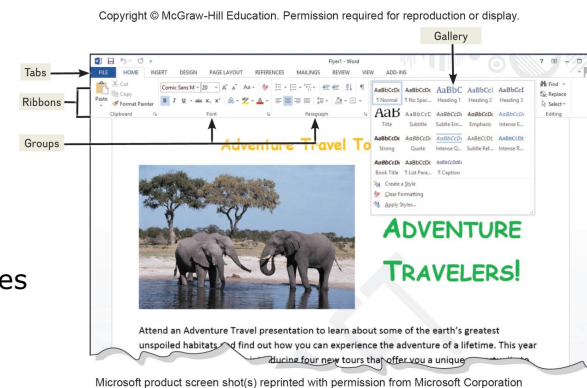 Copyright © McGraw-Hill Education. Permission required for reproduction or display.
Gallery
Flyer1 - Word
Tabs
FILE HOME INSERT DESIGN PAGE LAYOUT REFERENCES MAILINGS REVIEW VIEW ADD-INS
Ribbons
Cut
Copy
Format Painter
Paste
Comic Sans M 20
Clipboard Font Paragraph Editing
AaBbCcDc AaBbCcDc AaBbC AaBbCcI AaBbCcI
¶ Normal ¶ No Spac... Heading 1 Heading 2 Heading 3
Title Subtitle Subtle Em... Emphasis Intense E...
Strong Quote Intense Q... Subtle Ref... Intense R...
Book Title ¶ List Para... ¶ Caption
Create a Style
Clear Formatting
Apply Styles...
Find
Replace
Select
Groups
Adventure Travel To
ADVENTURE
TRAVELERS!
es
Attend an Adventure Travel presentation to learn about some of the earth's greatest
unspoiled habitats and find out how you can experience the adventure of a lifetime. This year
four new tours that offer you a unique
Microsoft product screen shot(s) reprinted with permission from Microsoft Corporation